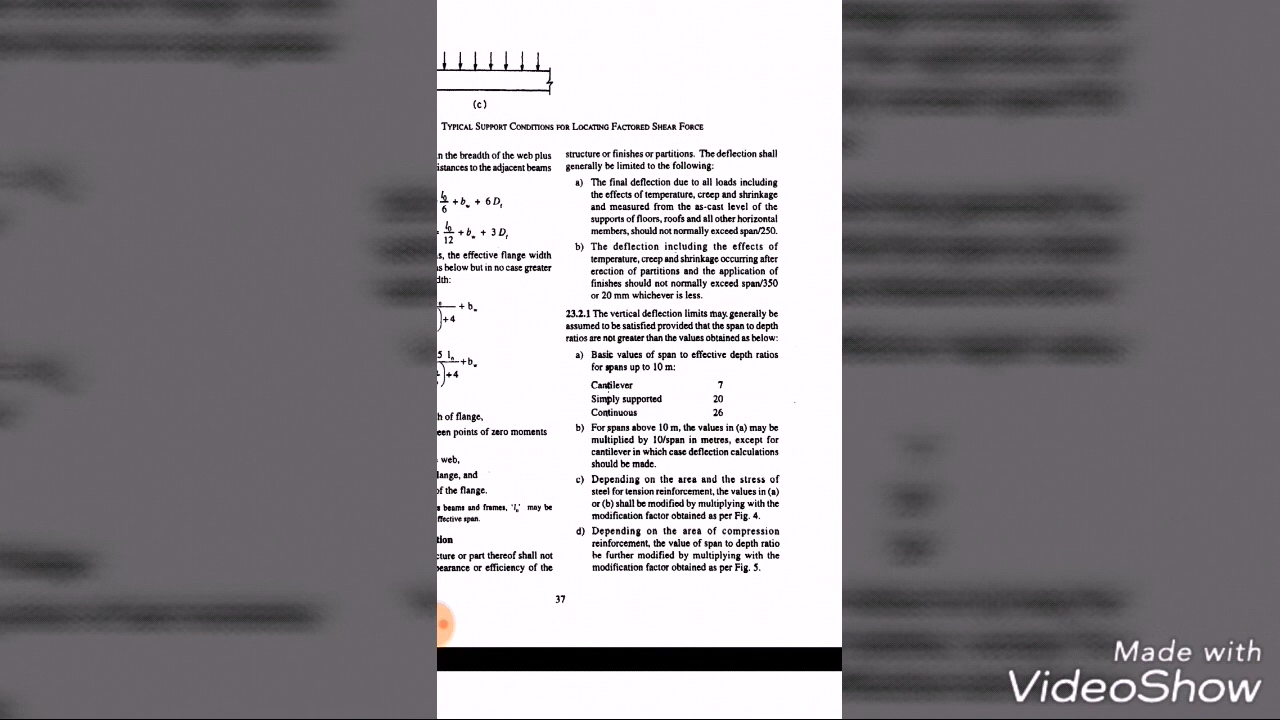 (c)
TYPICAL SUPPORT CONDITIONS FOR LOCATING FACTORED SHEAR FORCE
in the breadth of the web plus
istances to the adjacent beams
l₀/6 + b_w + 6 D_f
= l₀/12 + b_w + 3 D_f
s, the effective flange width
as below but in no case greater
dth:
+ b_w
) +4
5 l₀
) +4 + b_w
h of flange,
een points of zero moments
web,
lange, and
of the flange.
s beams and frames, 'l₀' may be
ffective span.
tion
cture or part thereof shall not
pearance or efficiency of the
structure or finishes or partitions. The deflection shall
generally be limited to the following:
a) The final deflection due to all loads including
the effects of temperature, creep and shrinkage
and measured from the as-cast level of the
supports of floors, roofs and all other horizontal
members, should not normally exceed span/250.
b) The deflection including the effects of
temperature, creep and shrinkage occurring after
erection of partitions and the application of
finishes should not normally exceed span/350
or 20 mm whichever is less.
23.2.1 The vertical deflection limits may generally be
assumed to be satisfied provided that the span to depth
ratios are not greater than the values obtained as below:
a) Basic values of span to effective depth ratios
for spans up to 10 m:
Cantilever 7
Simply supported 20
Continuous 26
b) For spans above 10 m, the values in (a) may be
multiplied by 10/span in metres, except for
cantilever in which case deflection calculations
should be made.
c) Depending on the area and the stress of
steel for tension reinforcement, the values in (a)
or (b) shall be modified by multiplying with the
modification factor obtained as per Fig. 4.
d) Depending on the area of compression
reinforcement, the value of span to depth ratio
be further modified by multiplying with the
modification factor obtained as per Fig. 5.
37
Made with
VideoShow